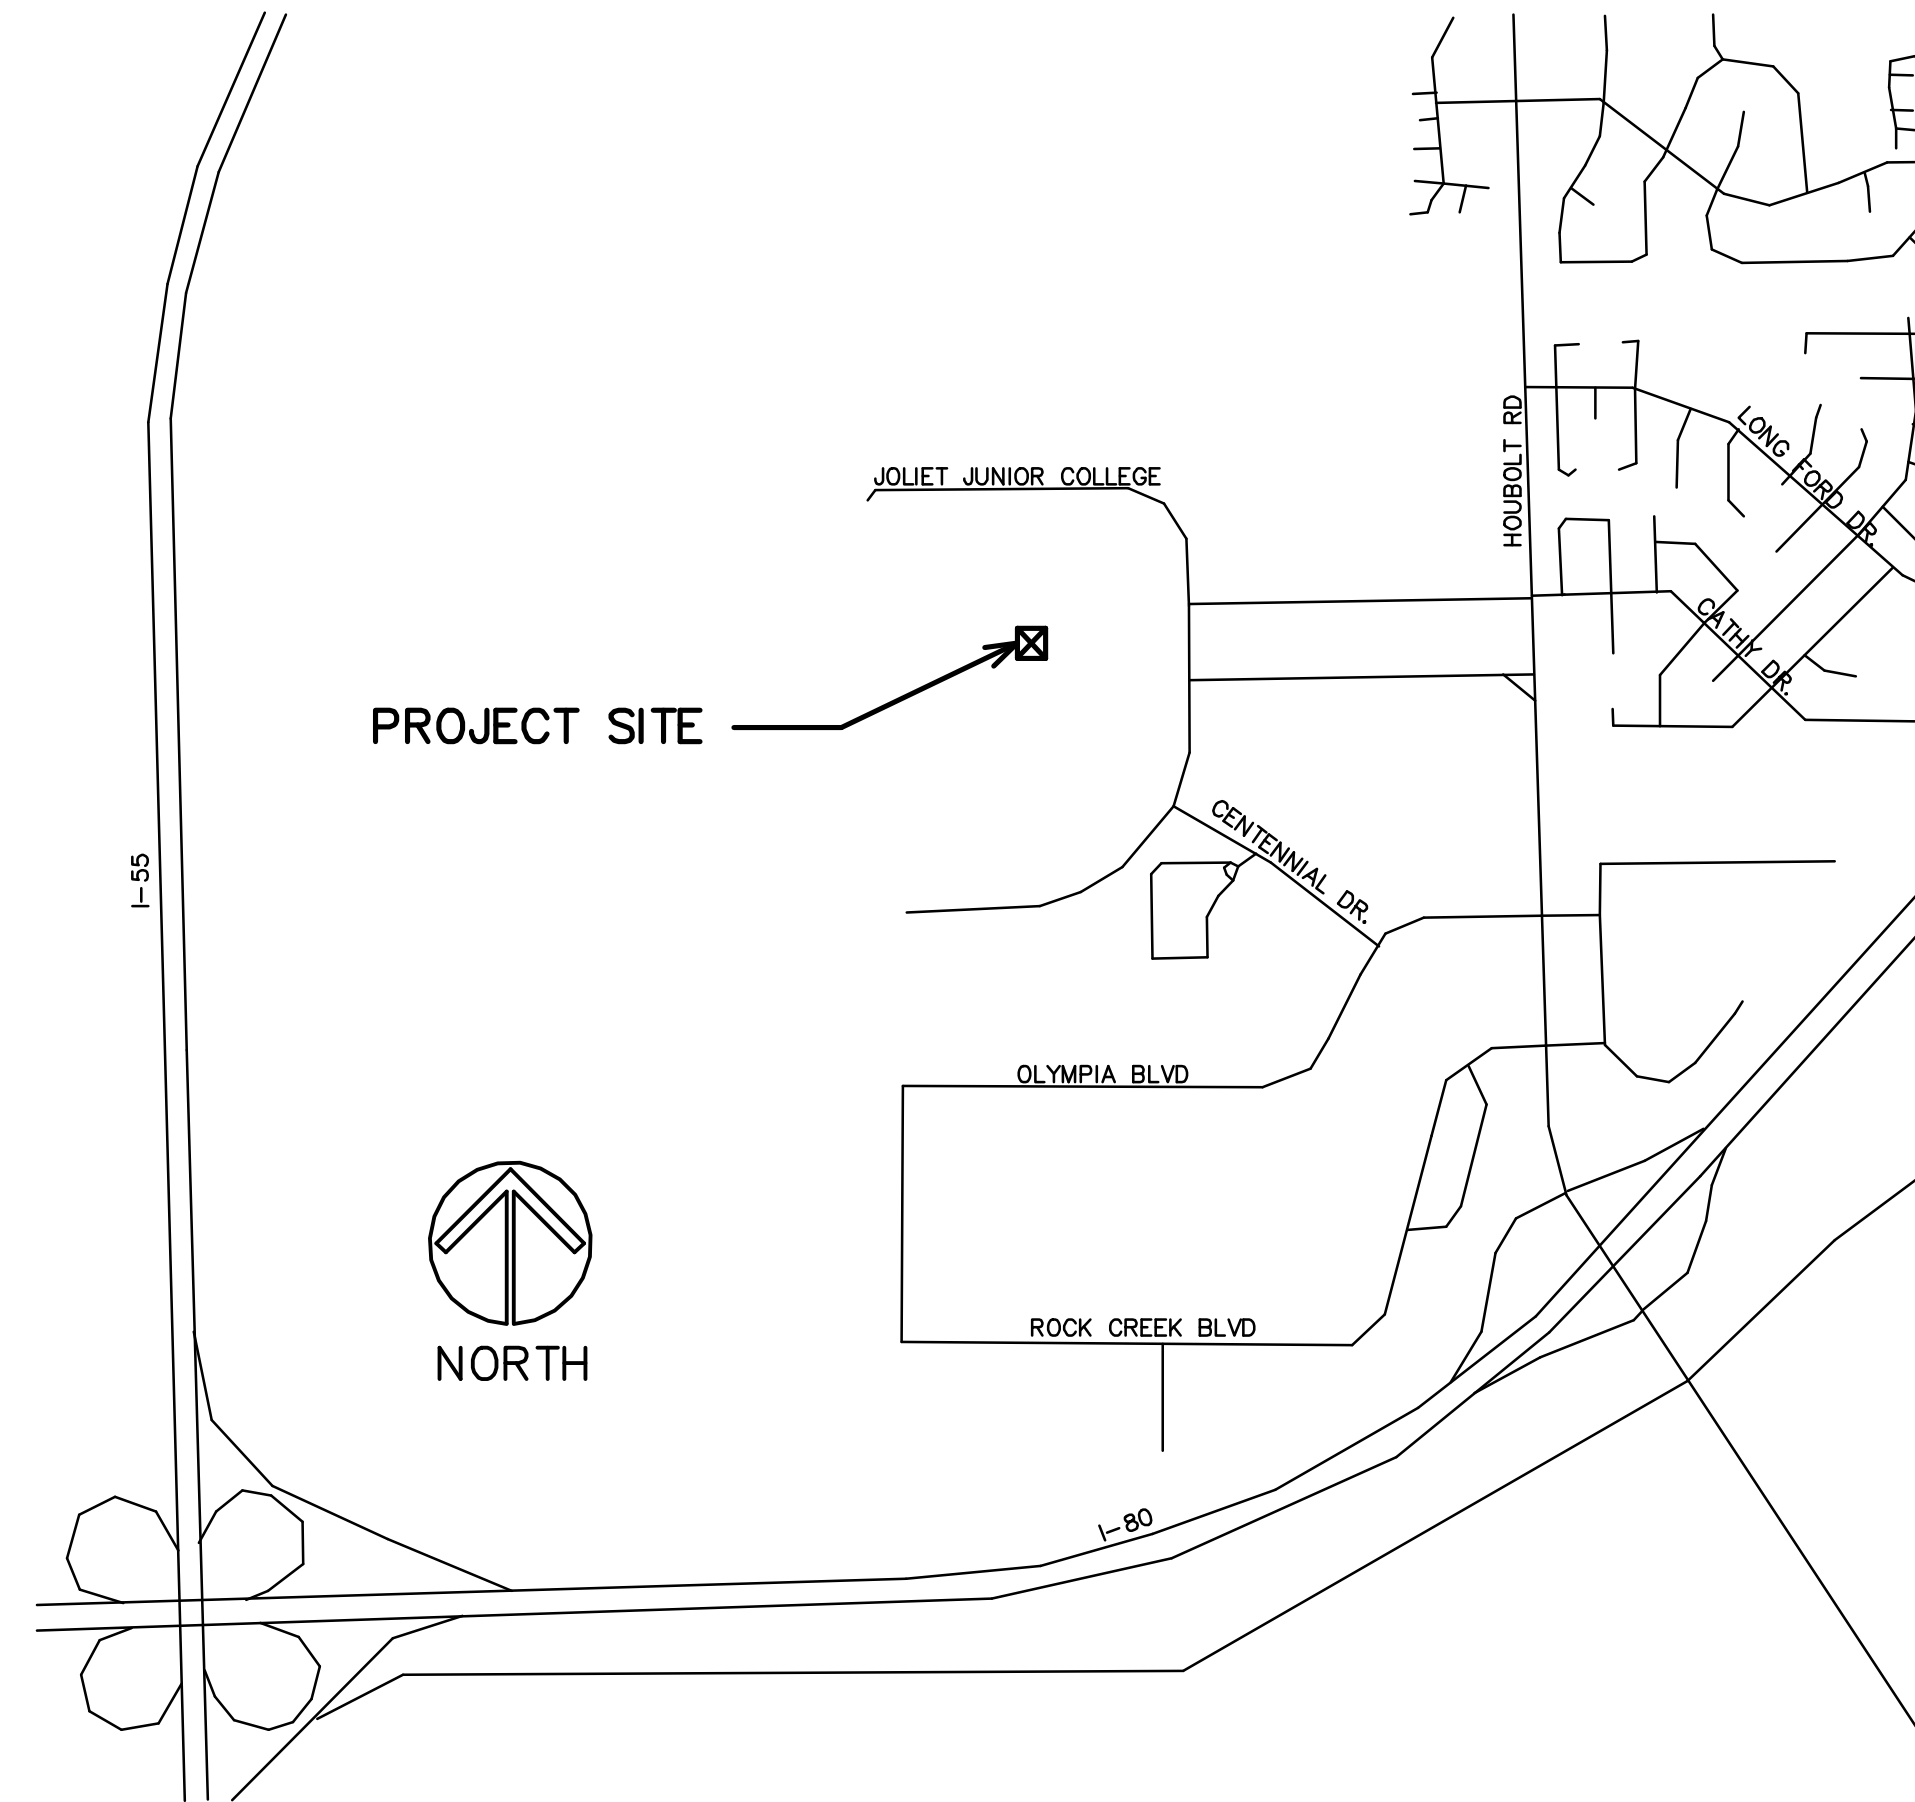 LONG FORD DR.
HOUBOLT RD
JOLIET JUNIOR COLLEGE
CATHY DR.
PROJECT SITE
CENTENNIAL DR.
I-55
OLYMPIA BLVD
ROCK CREEK BLVD
NORTH
I-80